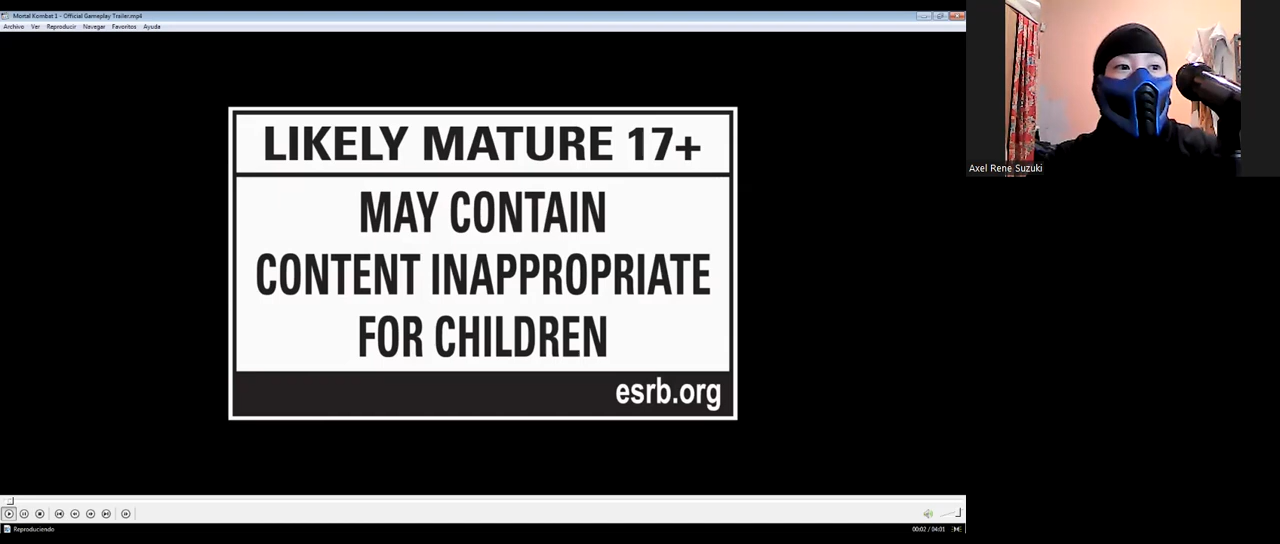 Mortal Kombat 1 - Official Gameplay Trailer.mp4
Archivo Ver Reproducir Navegar Favoritos Ayuda
LIKELY MATURE 17+
MAY CONTAIN
CONTENT INAPPROPRIATE
FOR CHILDREN
esrb.org
Axel Rene Suzuki
Reproduciendo
00:02 / 04:01